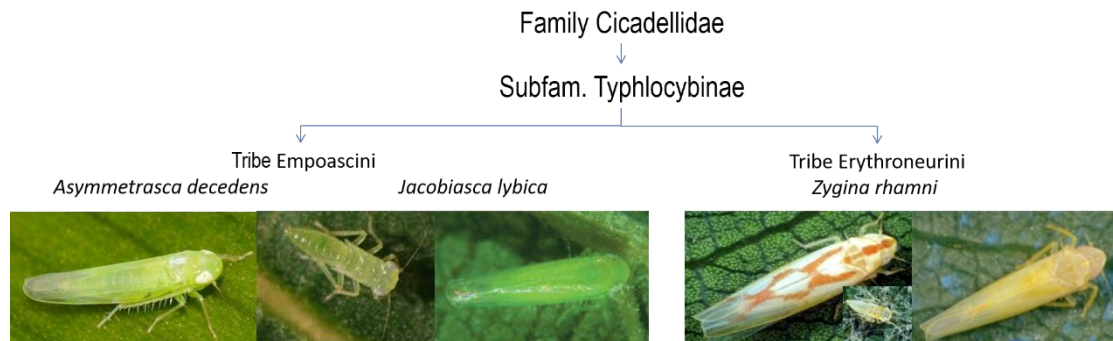 Family Cicadellidae
Subfam. Typhlocybinae
Tribe Empoascini
Tribe Erythroneurini
Asymmetrasca decedens
Jacobiasca lybica
Zygina rhamni